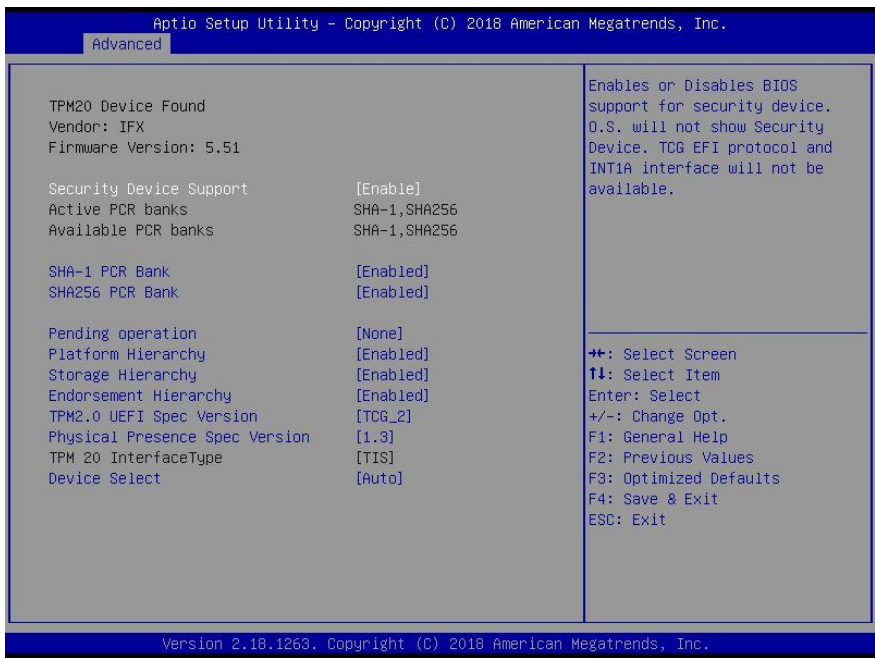 Aptio Setup Utility – Copyright (C) 2018 American Megatrends, Inc.
Advanced
TPM20 Device Found
Vendor: IFX
Firmware Version: 5.51
Security Device Support [Enable]
Active PCR banks SHA-1,SHA256
Available PCR banks SHA-1,SHA256
SHA-1 PCR Bank [Enabled]
SHA256 PCR Bank [Enabled]
Pending operation [None]
Platform Hierarchy [Enabled]
Storage Hierarchy [Enabled]
Endorsement Hierarchy [Enabled]
TPM2.0 UEFI Spec Version [TCG_2]
Physical Presence Spec Version [1.3]
TPM 20 InterfaceType [TIS]
Device Select [Auto]
Enables or Disables BIOS
support for security device.
O.S. will not show Security
Device. TCG EFI protocol and
INT1A interface will not be
available.
→←: Select Screen
↑↓: Select Item
Enter: Select
+/-: Change Opt.
F1: General Help
F2: Previous Values
F3: Optimized Defaults
F4: Save & Exit
ESC: Exit
Version 2.18.1263. Copyright (C) 2018 American Megatrends, Inc.